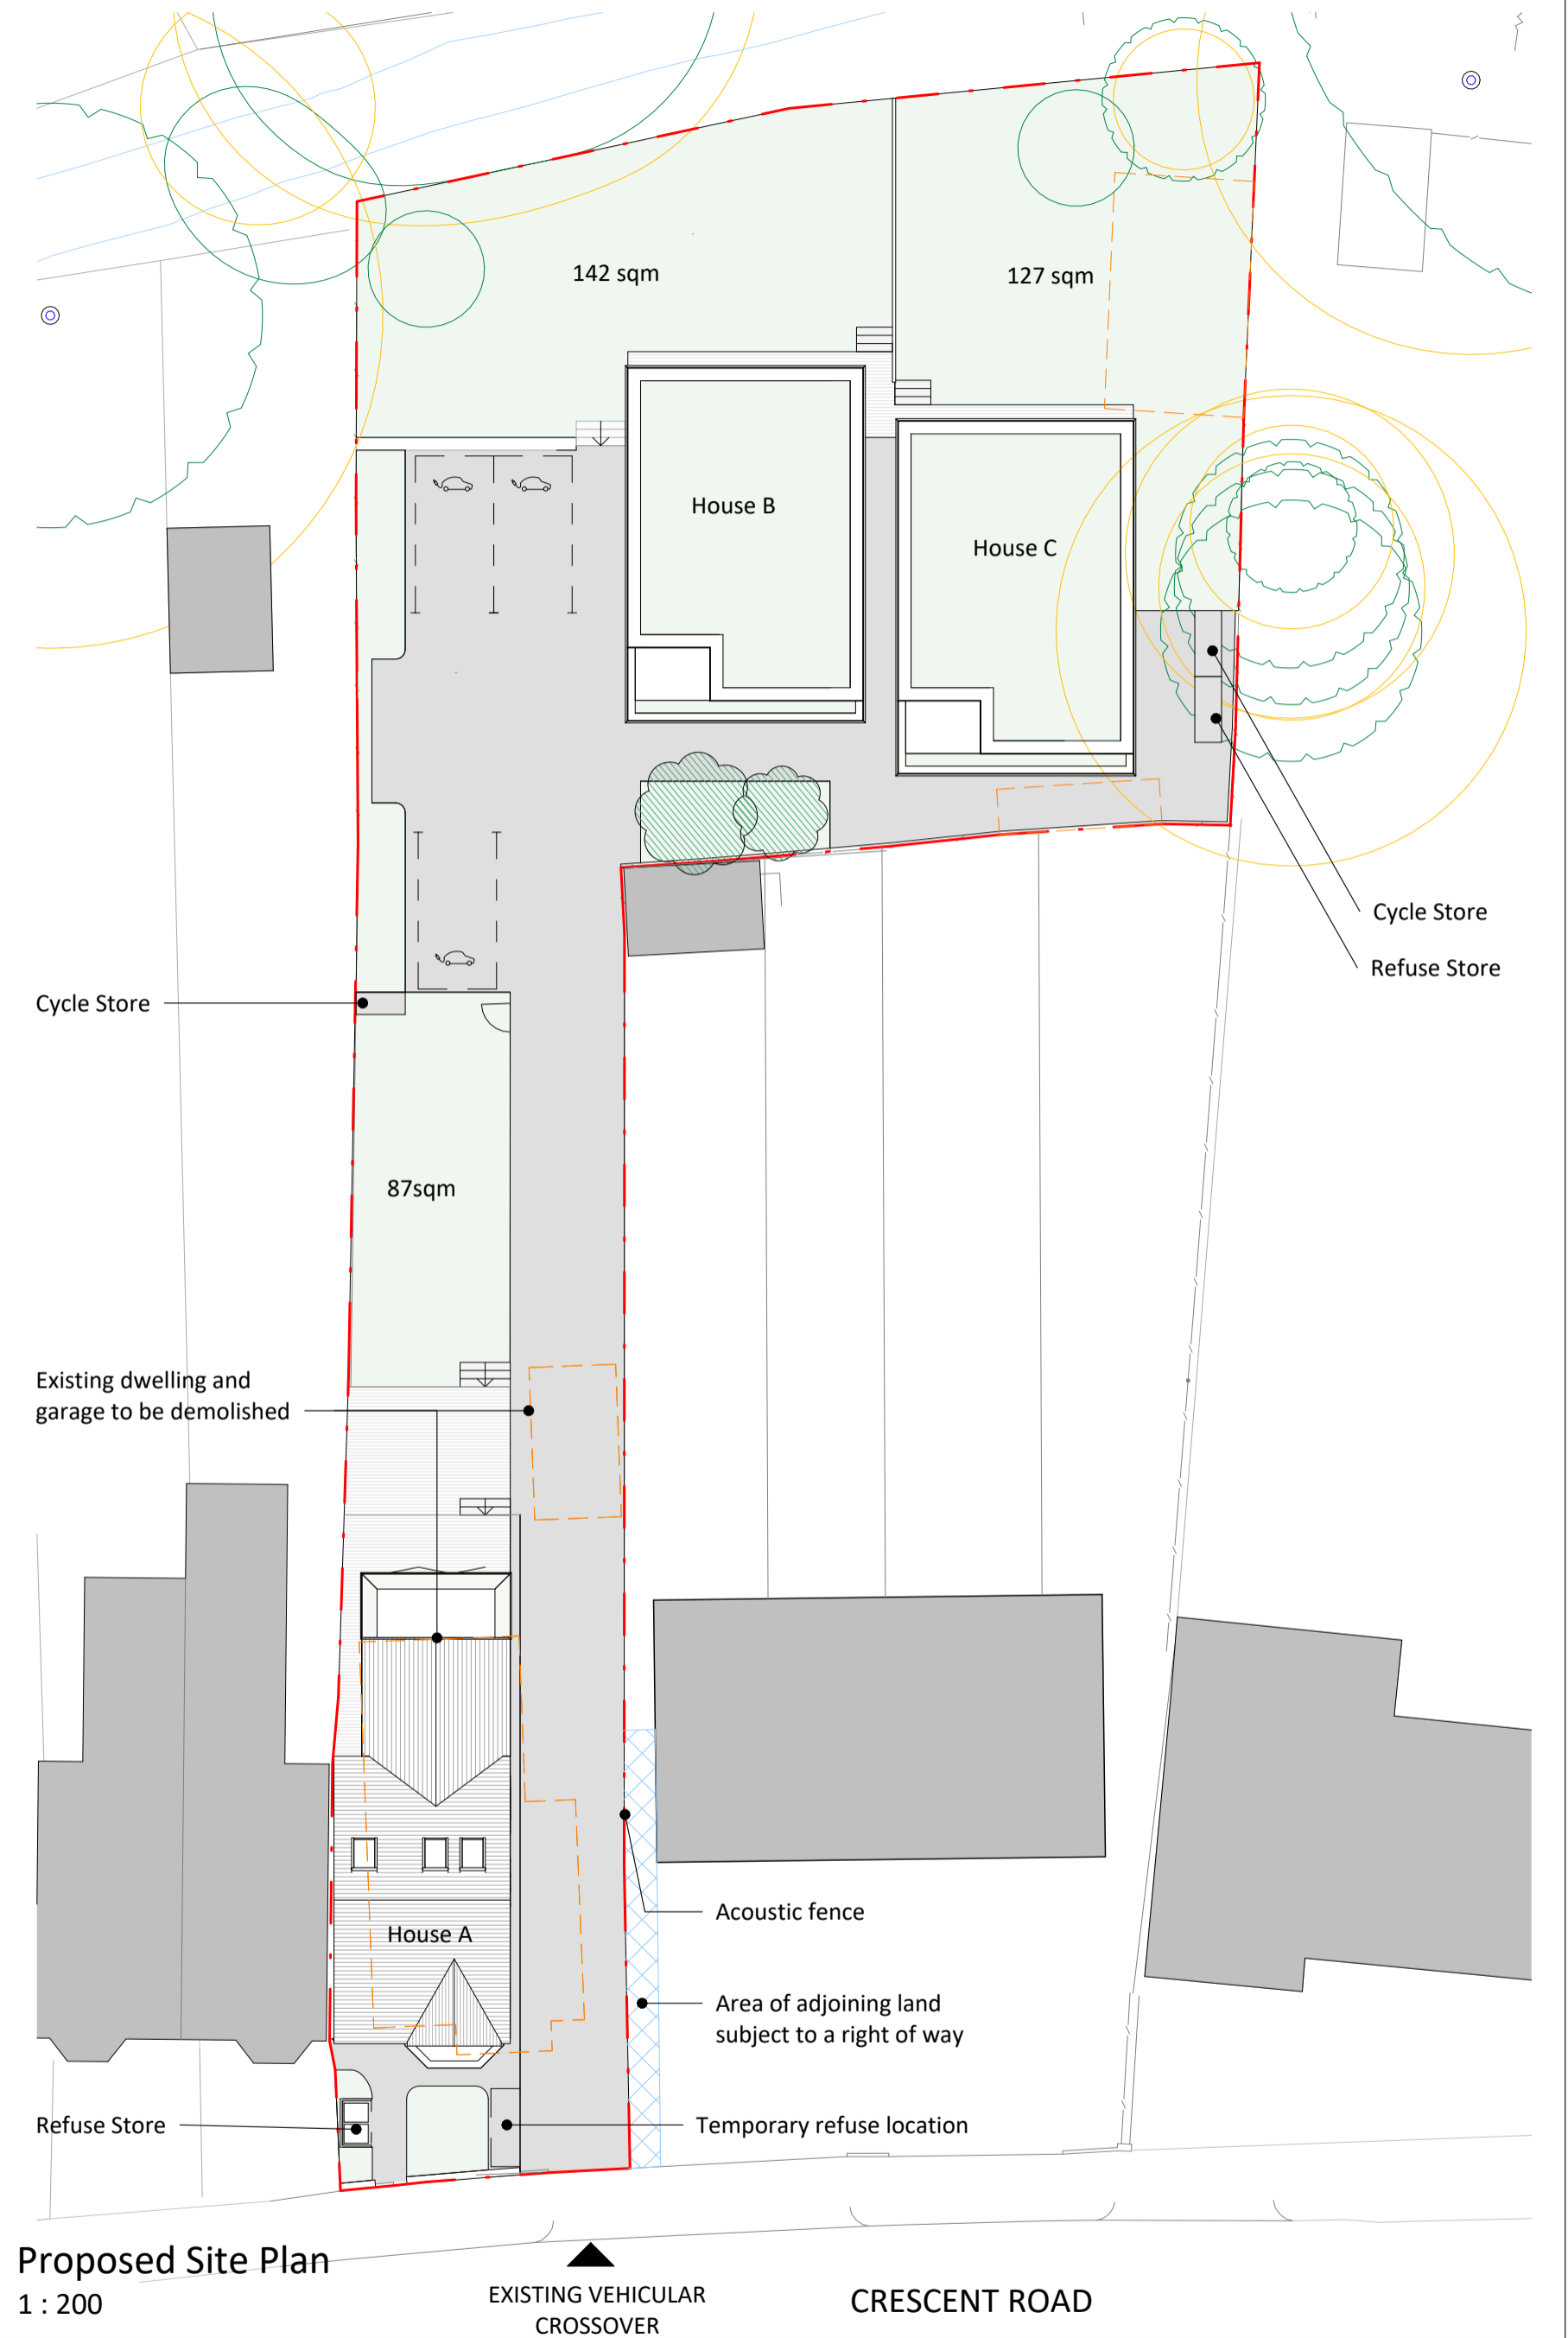 142 sqm
127 sqm
House B
House C
Cycle Store
Refuse Store
Cycle Store
87sqm
Existing dwelling and
garage to be demolished
Acoustic fence
House A
Area of adjoining land
subject to a right of way
Refuse Store
Temporary refuse location
Proposed Site Plan
1 : 200
EXISTING VEHICULAR
CROSSOVER
CRESCENT ROAD